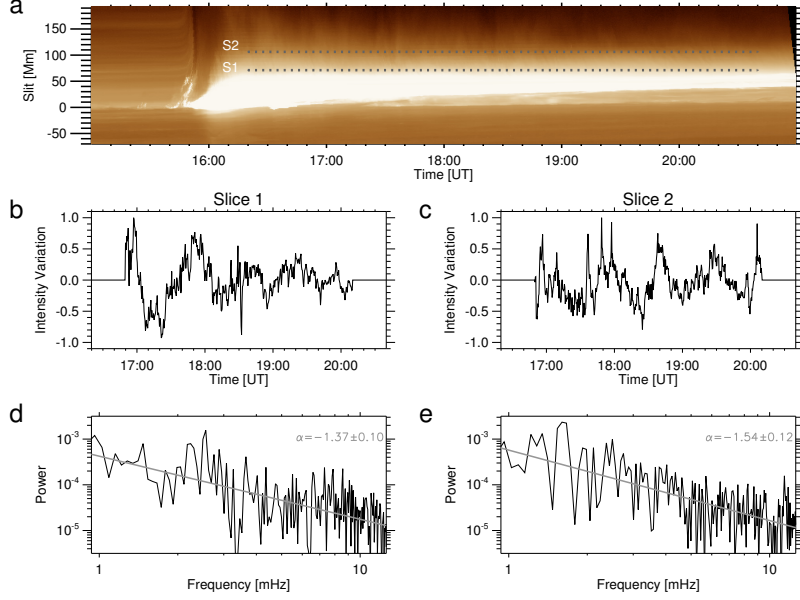 a
Slit [Mm]
150
100
50
0
-50
S2
S1
16:00 17:00 18:00 19:00 20:00
Time [UT]
b
Slice 1
Intensity Variation
1.0
0.5
0.0
-0.5
-1.0
17:00 18:00 19:00 20:00
Time [UT]
c
Slice 2
Intensity Variation
1.0
0.5
0.0
-0.5
-1.0
17:00 18:00 19:00 20:00
Time [UT]
d
α=−1.37±0.10
Power
10-3
10-4
10-5
1 10
Frequency [mHz]
e
α=−1.54±0.12
Power
10-3
10-4
10-5
1 10
Frequency [mHz]